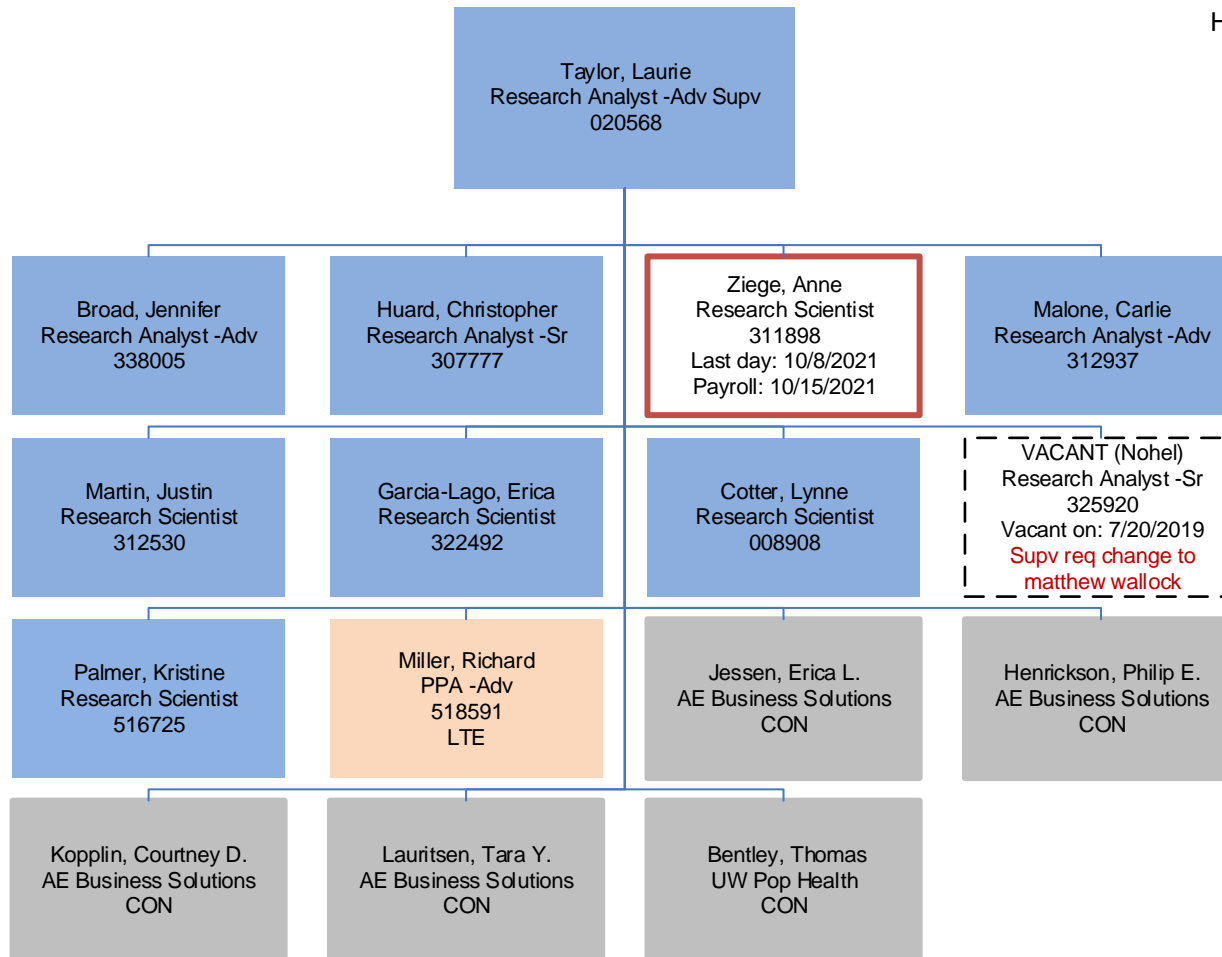 H
Taylor, Laurie
Research Analyst -Adv Supv
020568
Broad, Jennifer
Research Analyst -Adv
338005
Huard, Christopher
Research Analyst -Sr
307777
Ziege, Anne
Research Scientist
311898
Last day: 10/8/2021
Payroll: 10/15/2021
Malone, Carlie
Research Analyst -Adv
312937
Martin, Justin
Research Scientist
312530
Garcia-Lago, Erica
Research Scientist
322492
Cotter, Lynne
Research Scientist
008908
VACANT (Nohel)
Research Analyst -Sr
325920
Vacant on: 7/20/2019
Supv req change to
matthew wallock
Palmer, Kristine
Research Scientist
516725
Miller, Richard
PPA -Adv
518591
LTE
Jessen, Erica L.
AE Business Solutions
CON
Henrickson, Philip E.
AE Business Solutions
CON
Kopplin, Courtney D.
AE Business Solutions
CON
Lauritsen, Tara Y.
AE Business Solutions
CON
Bentley, Thomas
UW Pop Health
CON